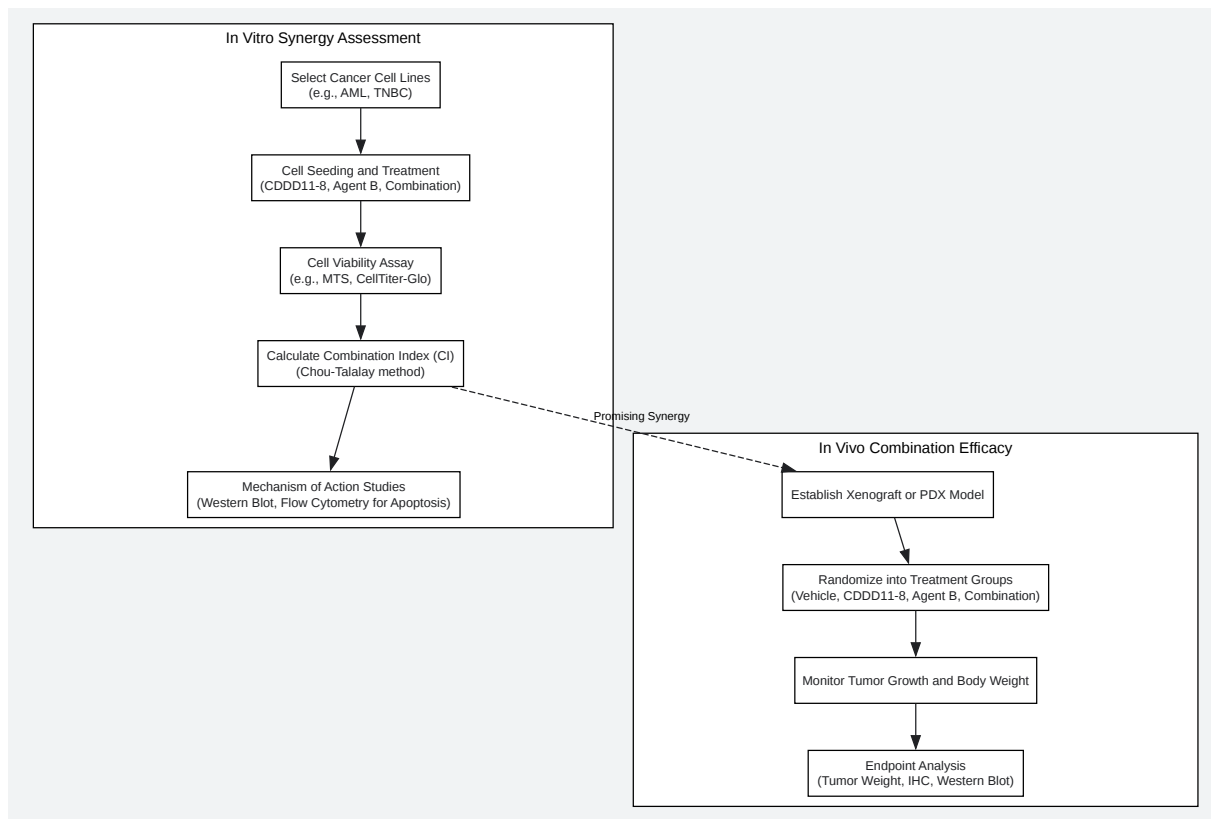 In Vitro Synergy Assessment
Select Cancer Cell Lines
(e.g., AML, TNBC)
Cell Seeding and Treatment
(CDDD11-8, Agent B, Combination)
Cell Viability Assay
(e.g., MTS, CellTiter-Glo)
Calculate Combination Index (CI)
(Chou-Talalay method)
Mechanism of Action Studies
(Western Blot, Flow Cytometry for Apoptosis)
Promising Synergy
In Vivo Combination Efficacy
Establish Xenograft or PDX Model
Randomize into Treatment Groups
(Vehicle, CDDD11-8, Agent B, Combination)
Monitor Tumor Growth and Body Weight
Endpoint Analysis
(Tumor Weight, IHC, Western Blot)